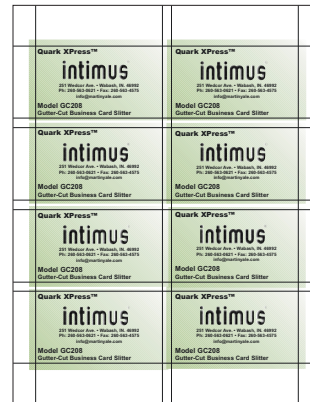 Quark XPress™
intimus®
251 Wedcor Ave. • Wabash, IN. 46992
Ph: 260-563-0621 • Fax: 260-563-4575
info@martinyale.com
Model GC208
Gutter-Cut Business Card Slitter
Quark XPress™
intimus®
251 Wedcor Ave. • Wabash, IN. 46992
Ph: 260-563-0621 • Fax: 260-563-4575
info@martinyale.com
Model GC208
Gutter-Cut Business Card Slitter
Quark XPress™
intimus®
251 Wedcor Ave. • Wabash, IN. 46992
Ph: 260-563-0621 • Fax: 260-563-4575
info@martinyale.com
Model GC208
Gutter-Cut Business Card Slitter
Quark XPress™
intimus®
251 Wedcor Ave. • Wabash, IN. 46992
Ph: 260-563-0621 • Fax: 260-563-4575
info@martinyale.com
Model GC208
Gutter-Cut Business Card Slitter
Quark XPress™
intimus®
251 Wedcor Ave. • Wabash, IN. 46992
Ph: 260-563-0621 • Fax: 260-563-4575
info@martinyale.com
Model GC208
Gutter-Cut Business Card Slitter
Quark XPress™
intimus®
251 Wedcor Ave. • Wabash, IN. 46992
Ph: 260-563-0621 • Fax: 260-563-4575
info@martinyale.com
Model GC208
Gutter-Cut Business Card Slitter
Quark XPress™
intimus®
251 Wedcor Ave. • Wabash, IN. 46992
Ph: 260-563-0621 • Fax: 260-563-4575
info@martinyale.com
Model GC208
Gutter-Cut Business Card Slitter
Quark XPress™
intimus®
251 Wedcor Ave. • Wabash, IN. 46992
Ph: 260-563-0621 • Fax: 260-563-4575
info@martinyale.com
Model GC208
Gutter-Cut Business Card Slitter